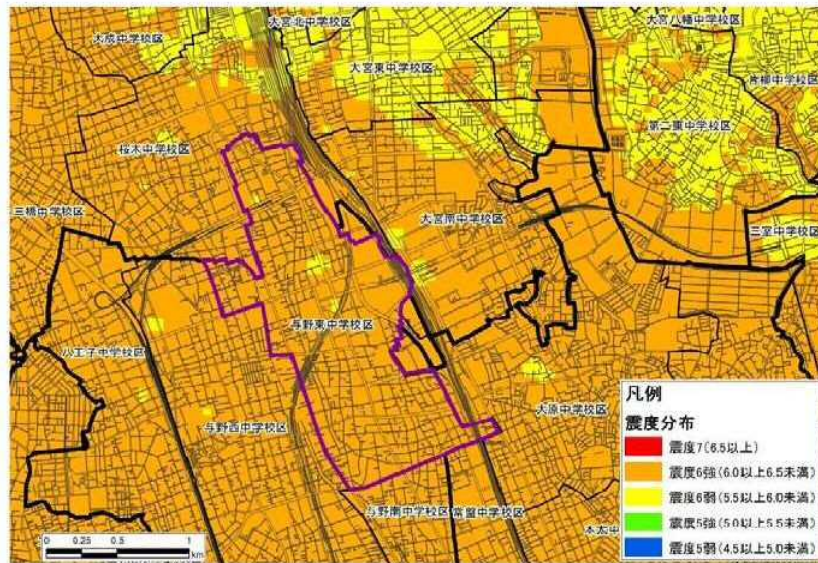 大宮北中学校区
大宮八幡中学校区
大成中学校区
大宮東中学校区
片柳中学校区
第二東中学校区
桜木中学校区
三橋中学校区
大宮南中学校区
三室中学校区
与野東中学校区
八王子中学校区
大原中学校区
与野西中学校区
与野南中学校区
常盤中学校区
本太中
凡例
震度分布
震度7(6.5以上)
震度6強(6.0以上6.5未満)
震度6弱(5.5以上6.0未満)
震度5強(5.0以上5.5未満)
震度5弱(4.5以上5.0未満)
0 0.25 0.5 1
km